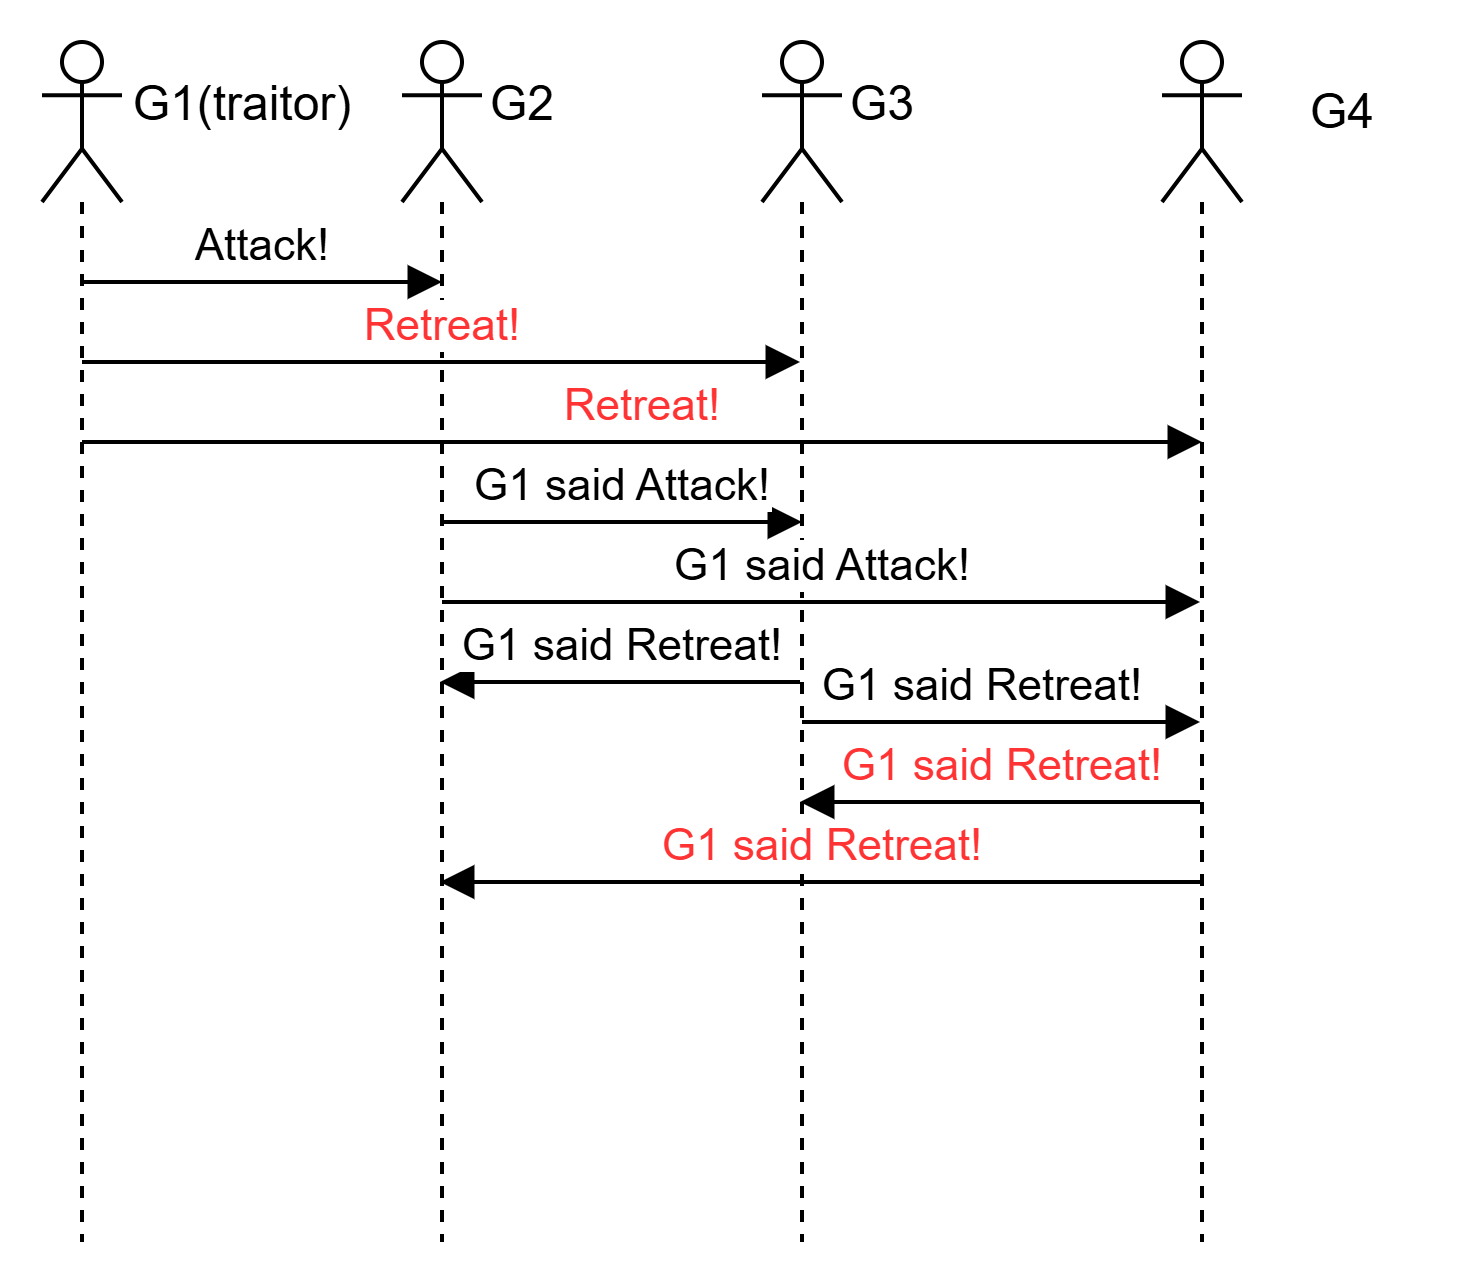 G1(traitor)
G2
G3
G4
Attack!
Retreat!
Retreat!
G1 said Attack!
G1 said Attack!
G1 said Retreat!
G1 said Retreat!
G1 said Retreat!
G1 said Retreat!